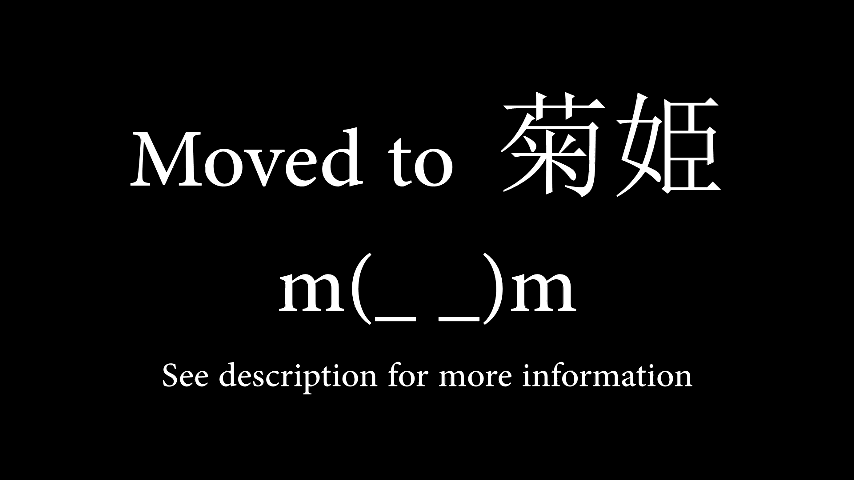 Moved to 菊姫
m(_ _)m
See description for more information